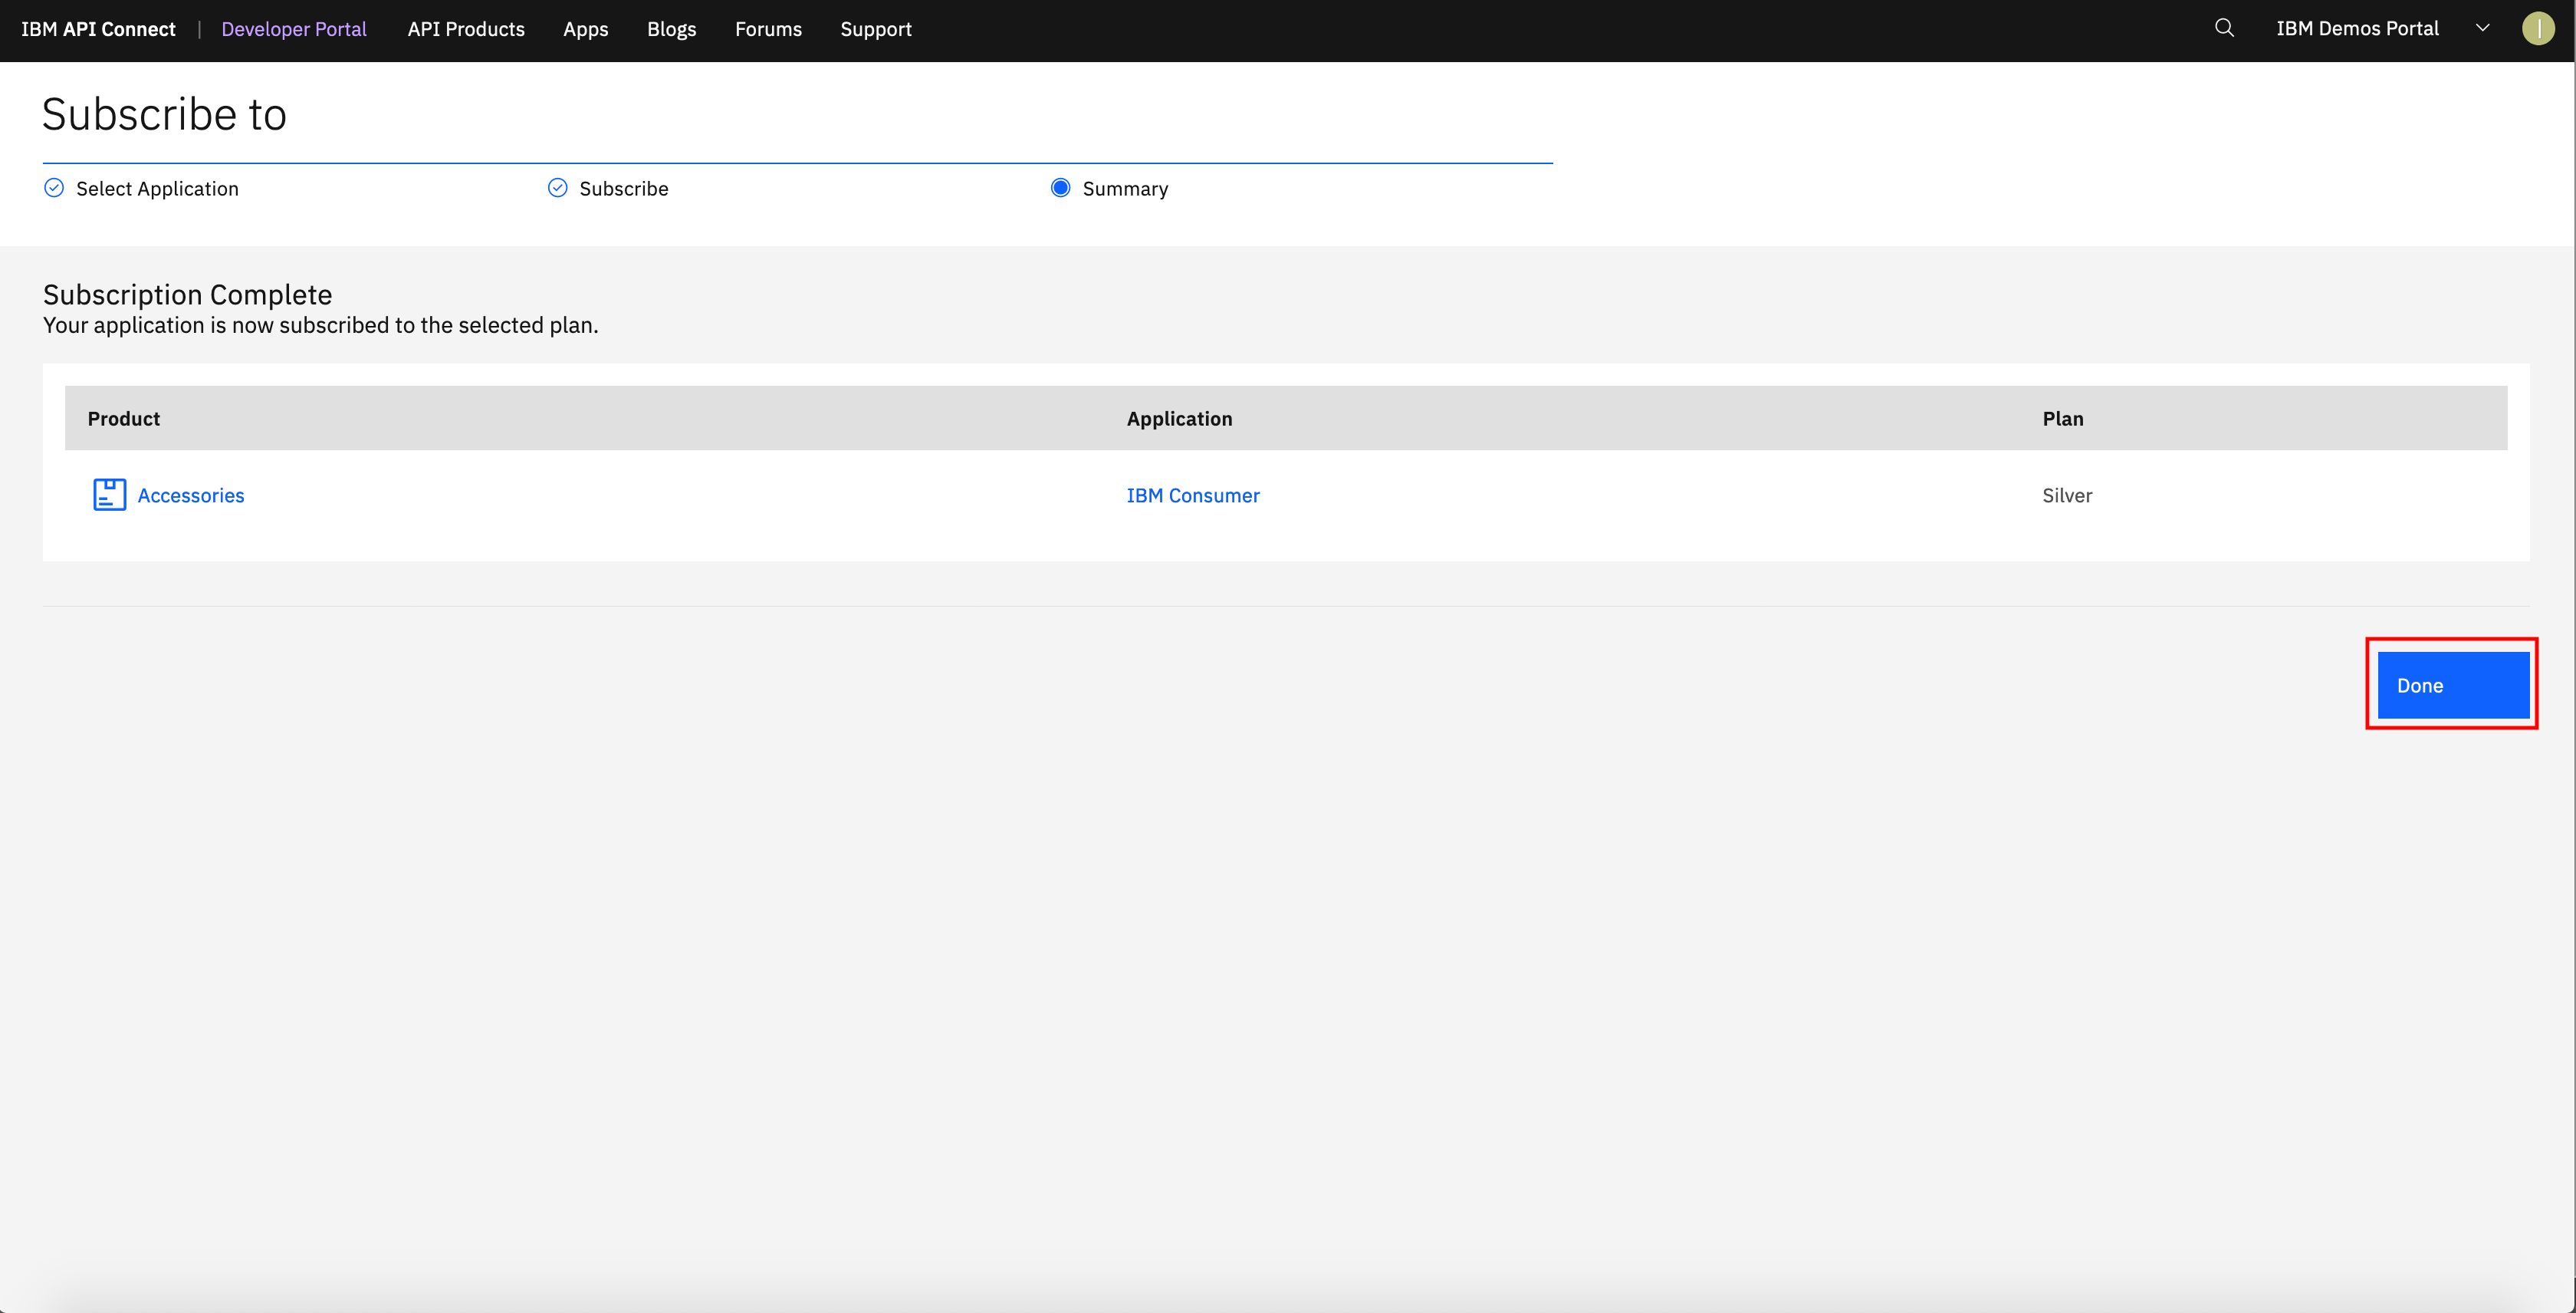 IBM API Connect | Developer Portal API Products Apps Blogs Forums Support IBM Demos Portal
Subscribe to
Select Application Subscribe Summary
Subscription Complete
Your application is now subscribed to the selected plan.
Product Application Plan
Accessories IBM Consumer Silver
Done